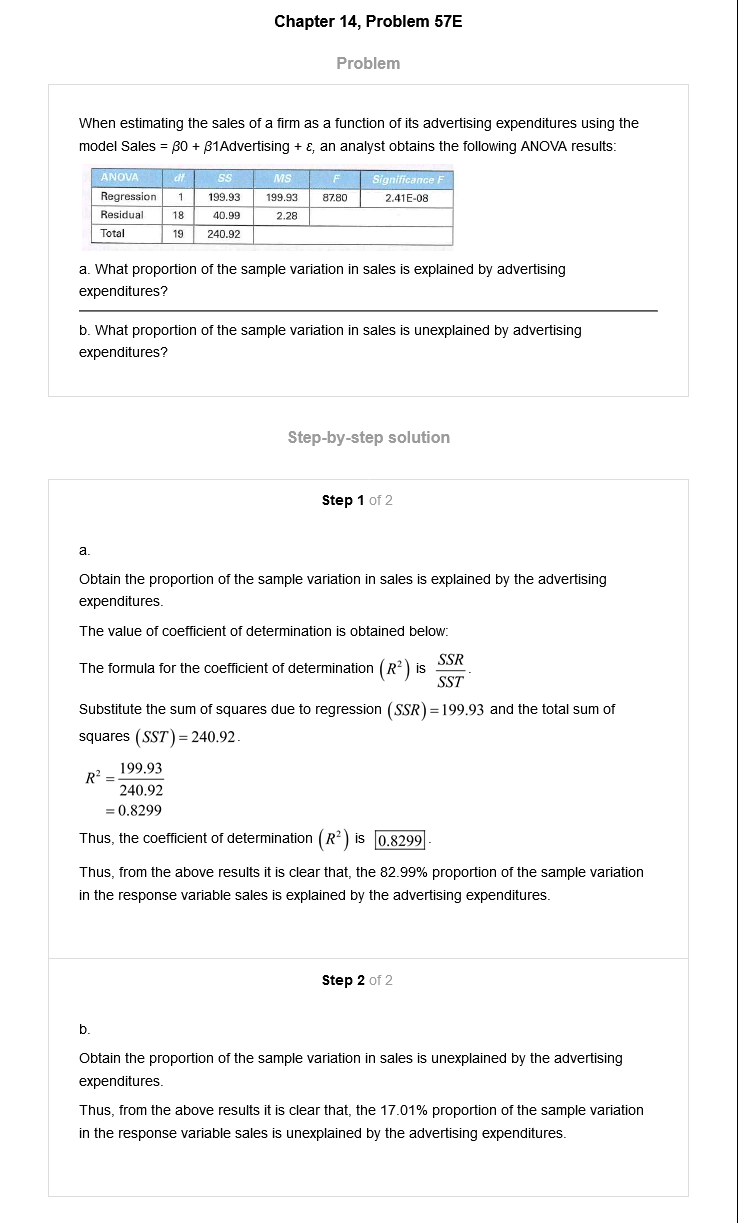 Chapter 14, Problem 57E
Problem
When estimating the sales of a firm as a function of its advertising expenditures using the
model Sales = β0 + β1Advertising + ε, an analyst obtains the following ANOVA results:
ANOVA df SS MS F Significance F
Regression 1 199.93 199.93 87.80 2.41E-08
Residual 18 40.99 2.28
Total 19 240.92
a. What proportion of the sample variation in sales is explained by advertising
expenditures?
b. What proportion of the sample variation in sales is unexplained by advertising
expenditures?
Step-by-step solution
Step 1 of 2
a.
Obtain the proportion of the sample variation in sales is explained by the advertising
expenditures.
The value of coefficient of determination is obtained below:
The formula for the coefficient of determination (R²) is SSR/SST.
Substitute the sum of squares due to regression (SSR) = 199.93 and the total sum of
squares (SST) = 240.92.
R² = 199.93/240.92
= 0.8299
Thus, the coefficient of determination (R²) is 0.8299.
Thus, from the above results it is clear that, the 82.99% proportion of the sample variation
in the response variable sales is explained by the advertising expenditures.
Step 2 of 2
b.
Obtain the proportion of the sample variation in sales is unexplained by the advertising
expenditures.
Thus, from the above results it is clear that, the 17.01% proportion of the sample variation
in the response variable sales is unexplained by the advertising expenditures.